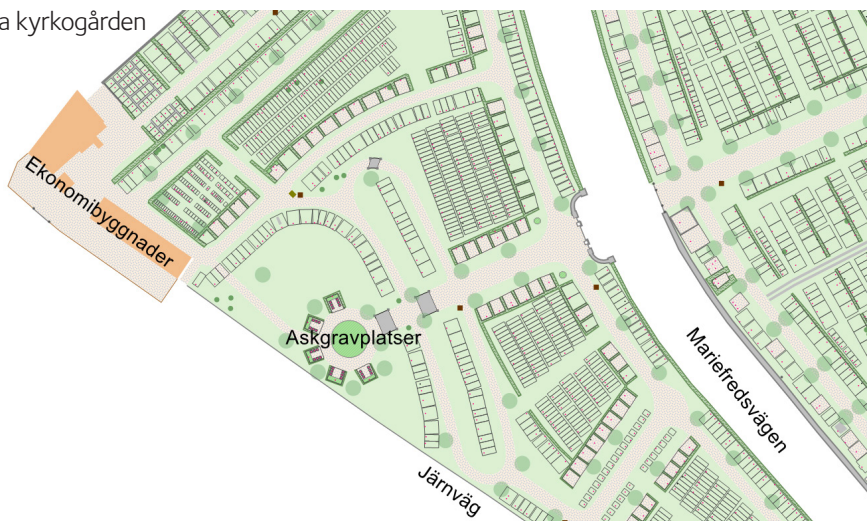 a kyrkogården
Ekonomibyggnader
Askgravplatser
Mariefredsvägen
Järnväg